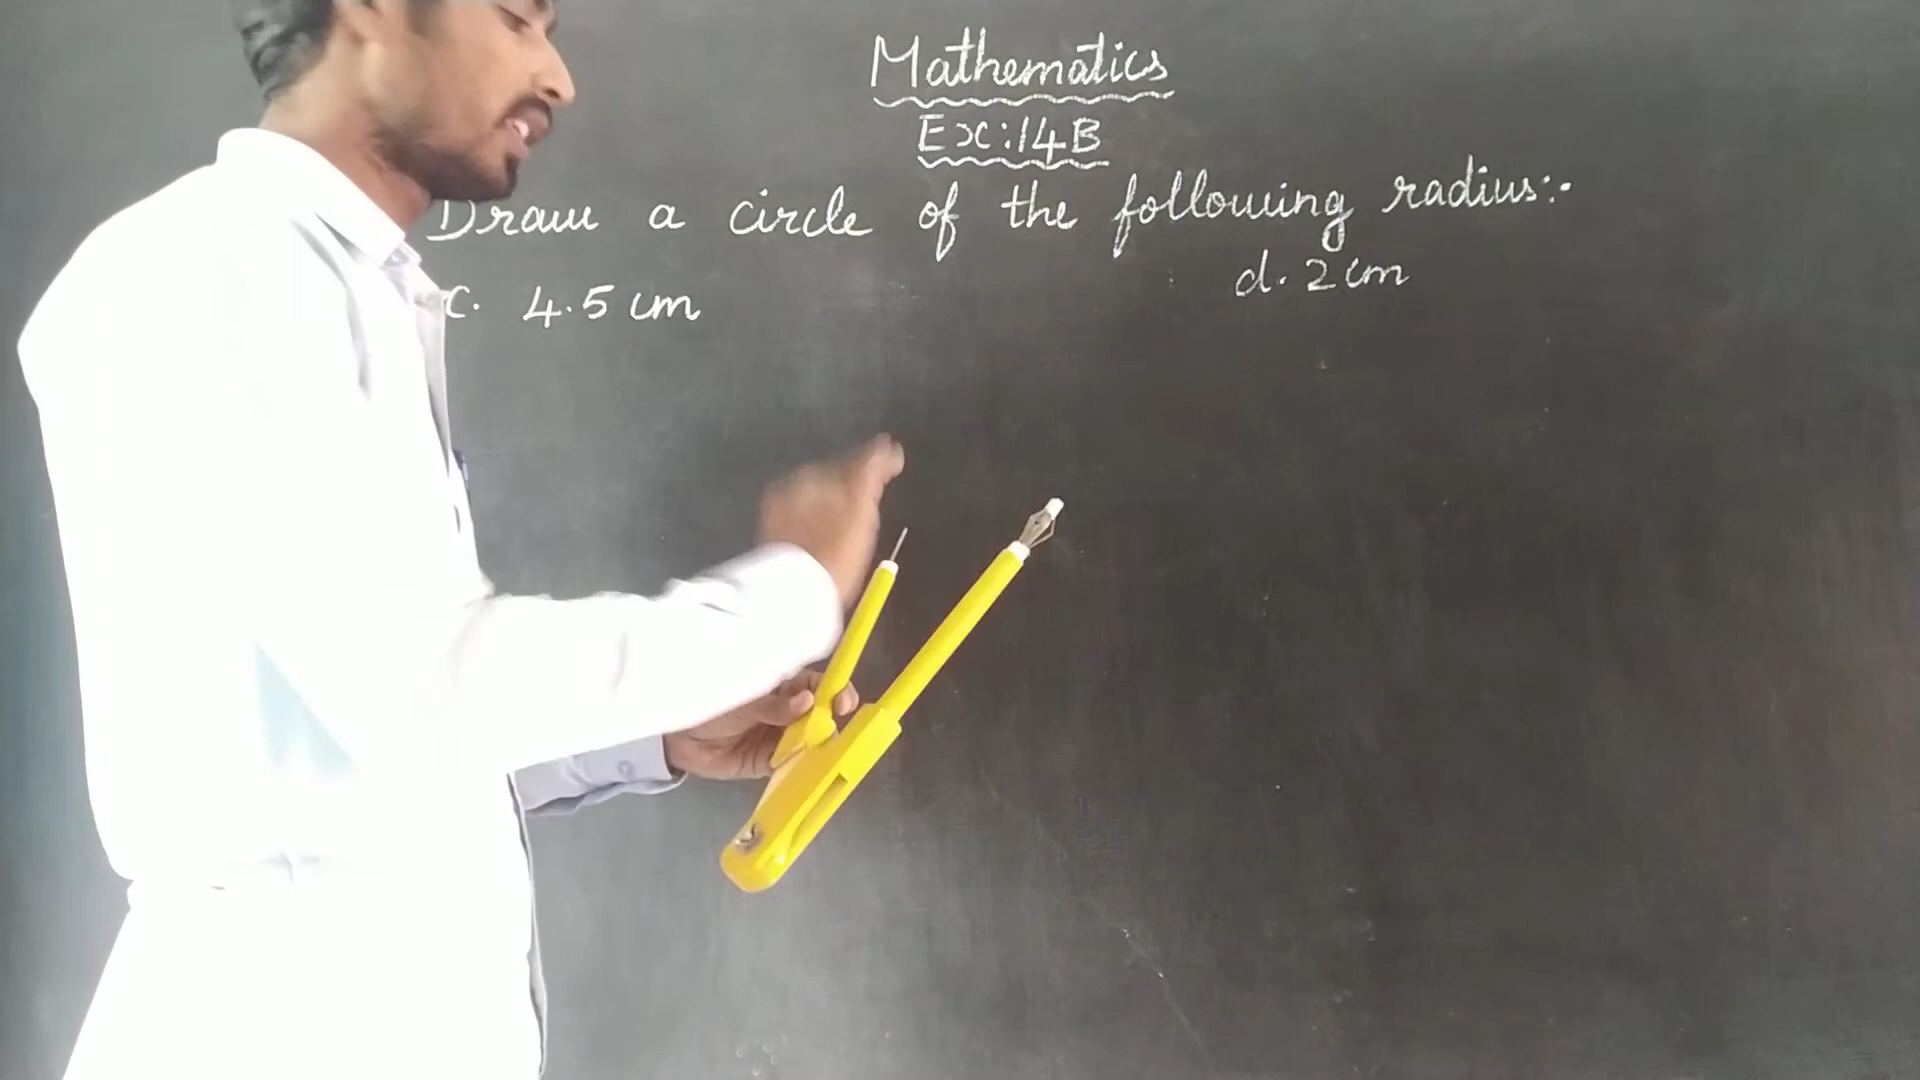 Mathematics
Ex:14B
Draw a circle of the following radius:-
c. 4.5 cm
d. 2 cm